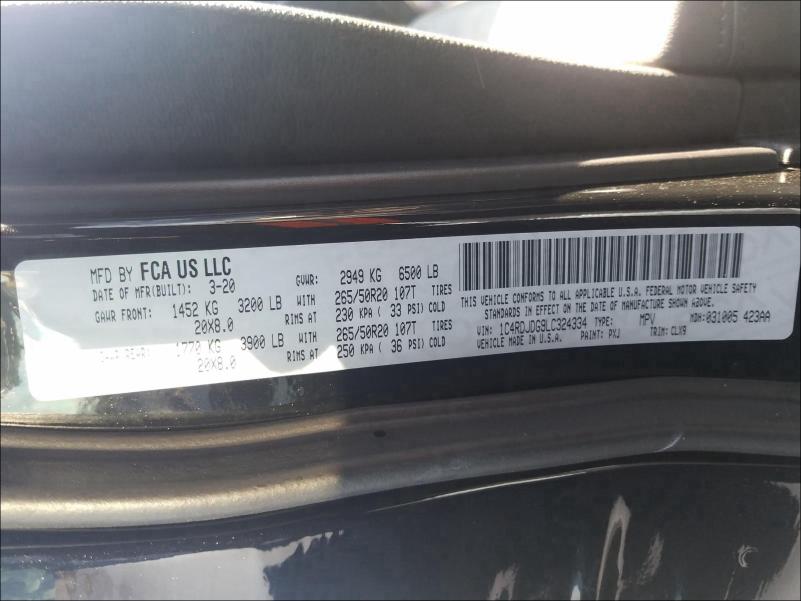 MFD BY FCA US LLC
DATE OF MFR(BUILT): 3-20 GVWR: 2949 KG 6500 LB
GAWR FRONT: 1452 KG 3200 LB WITH 265/50R20 107T TIRES
20X8.0 RIMS AT 230 KPA ( 33 PSI) COLD
GAWR REAR: 1770 KG 3900 LB WITH 265/50R20 107T TIRES
20X8.0 RIMS AT 250 KPA ( 36 PSI) COLD
THIS VEHICLE CONFORMS TO ALL APPLICABLE U.S.A. FEDERAL MOTOR VEHICLE SAFETY
STANDARDS IN EFFECT ON THE DATE OF MANUFACTURE SHOWN ABOVE.
VIN: 1C4RDJDG9LC324334 TYPE: MPV MDH:031005 423AA
VEHICLE MADE IN U.S.A. PAINT: PXJ TRIM: CLX9